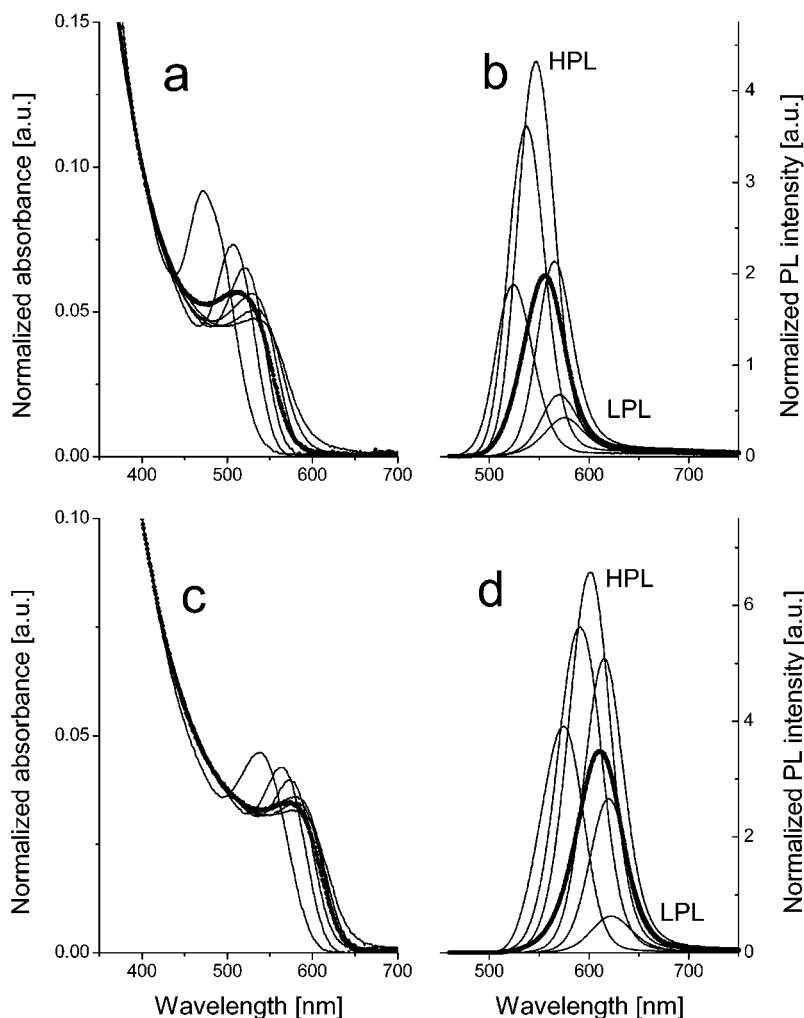 a
b
HPL
LPL
Normalized absorbance [a.u.]
0.15
0.10
0.05
0.00
400 500 600 700
500 600 700
4
3
2
1
0
Normalized PL intensity [a.u.]
c
d
HPL
LPL
Normalized absorbance [a.u.]
0.10
0.05
0.00
400 500 600 700
500 600 700
6
4
2
0
Normalized PL intensity [a.u.]
Wavelength [nm]
Wavelength [nm]